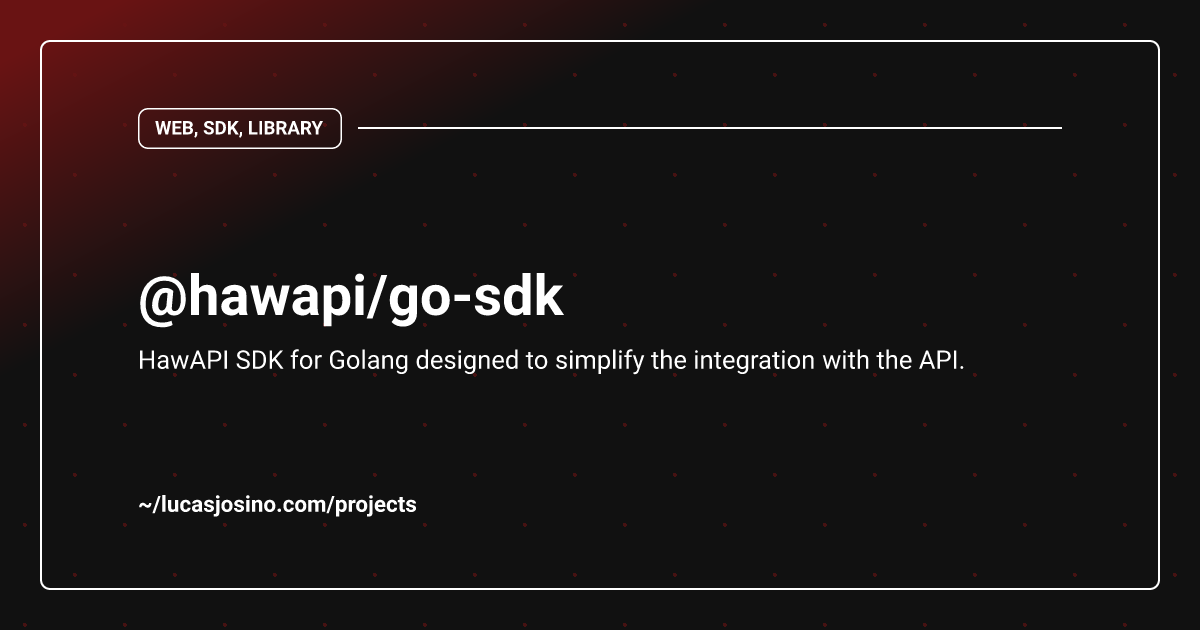 WEB, SDK, LIBRARY
@hawapi/go-sdk
HawAPI SDK for Golang designed to simplify the integration with the API.
~/lucasjosino.com/projects